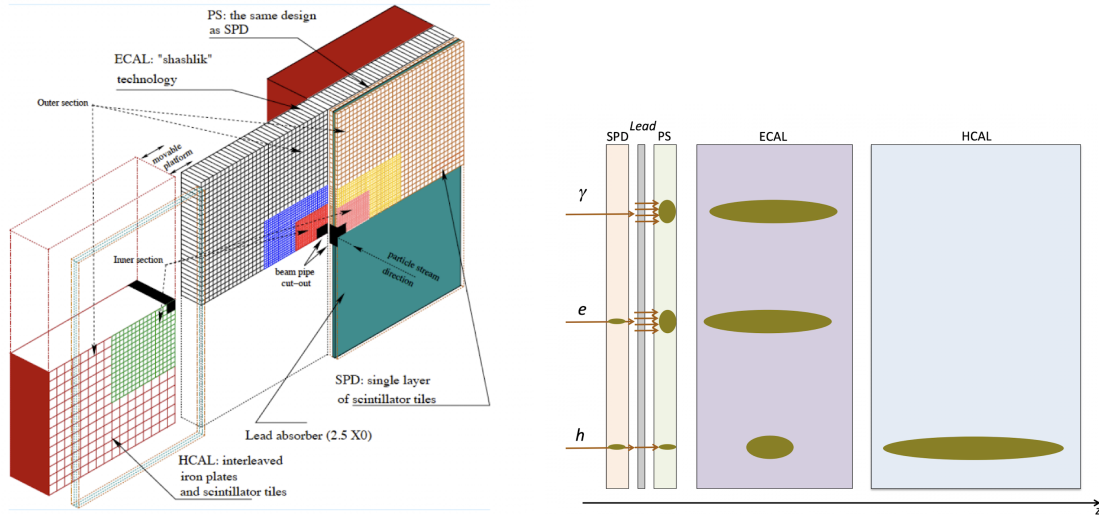 PS: the same design
as SPD
ECAL: "shashlik"
technology
Outer section
movable
platform
Inner section
beam pipe
cut–out
particle stream
direction
SPD: single layer
of scintillator tiles
Lead absorber (2.5 X0)
HCAL: interleaved
iron plates
and scintillator tiles
SPD
Lead
PS
ECAL
HCAL
γ
e
h
z